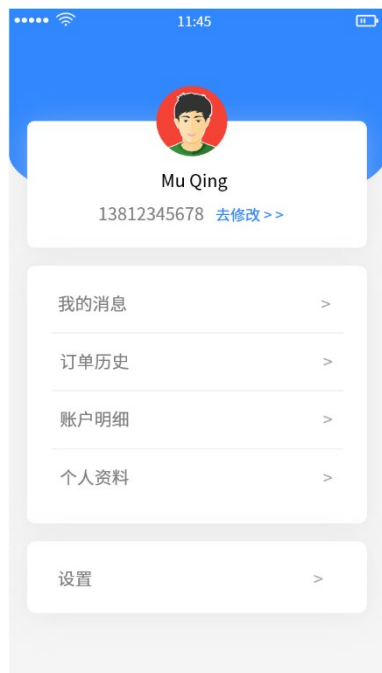 11:45
Mu Qing
13812345678 去修改 >>
我的消息 >
订单历史 >
账户明细 >
个人资料 >
设置 >